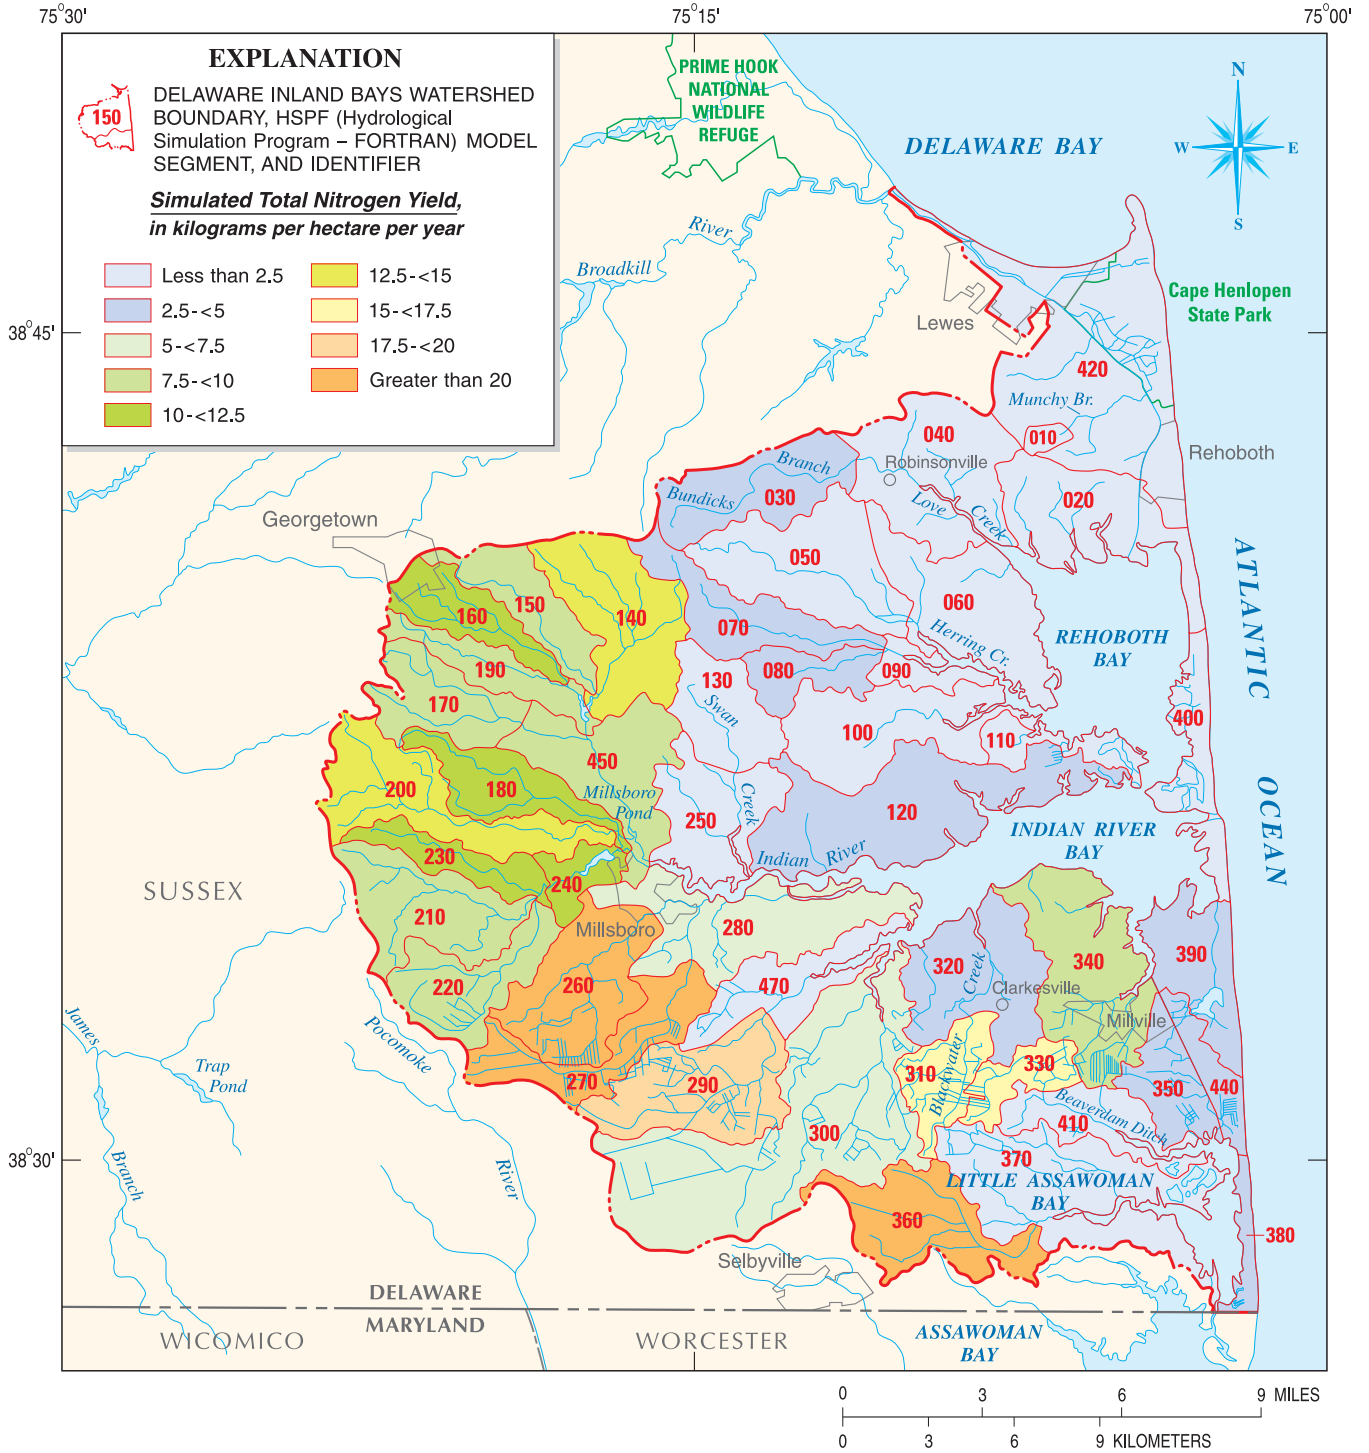 75°30'
75°15'
75°00'
EXPLANATION
150
DELAWARE INLAND BAYS WATERSHED
BOUNDARY, HSPF (Hydrological
Simulation Program – FORTRAN) MODEL
SEGMENT, AND IDENTIFIER
Simulated Total Nitrogen Yield,
in kilograms per hectare per year
Less than 2.5
2.5-<5
5-<7.5
7.5-<10
10-<12.5
12.5-<15
15-<17.5
17.5-<20
Greater than 20
PRIME HOOK
NATIONAL
WILDLIFE
REFUGE
DELAWARE BAY
N
W
E
S
River
Broadkill
Cape Henlopen
State Park
Lewes
38°45'
420
Munchy Br.
010
040
Robinsonville
Rehoboth
Branch
Bundicks
030
Love
Creek
020
Georgetown
050
ATLANTIC
OCEAN
150
160
140
060
070
Herring Cr.
REHOBOTH
BAY
190
130
080
090
170
Swan
400
100
110
450
200
180
Millsboro
Pond
Creek
250
120
INDIAN RIVER
BAY
230
Indian
River
240
SUSSEX
210
Millsboro
280
390
320
Creek
340
220
260
470
Clarkesville
Millville
James
Pocomoke
Trap
Pond
270
290
310
Blackwater
330
350
440
Beaverdam Ditch
410
300
38°30'
370
Branch
River
LITTLE ASSAWOMAN
BAY
360
380
Selbyville
DELAWARE
MARYLAND
WICOMICO
WORCESTER
ASSAWOMAN
BAY
0
3
6
9 MILES
0
3
6
9 KILOMETERS